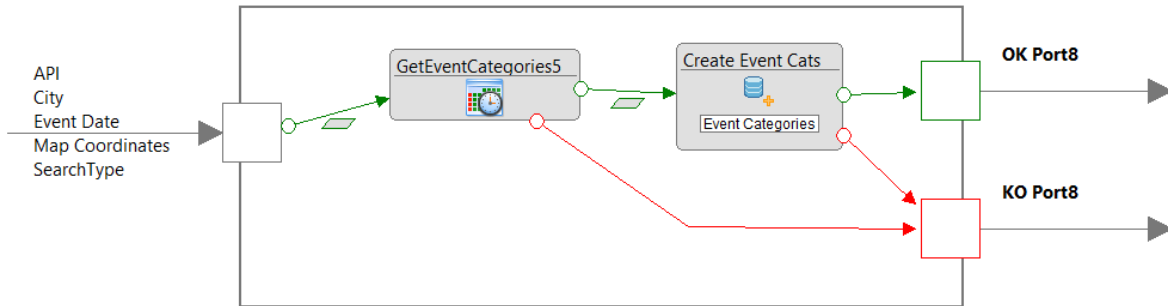 API
City
Event Date
Map Coordinates
SearchType
GetEventCategories5
Create Event Cats
Event Categories
OK Port8
KO Port8